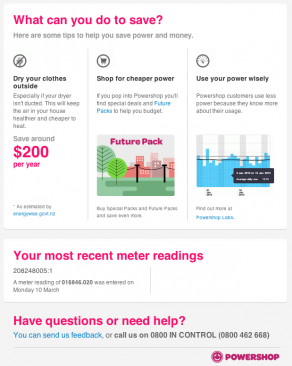 What can you do to save?
Here are some tips to help you save power and money.
Dry your clothes
outside
Especially if your dryer
isn't ducted. This will keep
the air in your house
healthier and cheaper to
heat.
Save around
$200
per year
* As estimated by
energywise.govt.nz
Shop for cheaper power
If you pop into Powershop you'll
find special deals and Future
Packs to help you budget.
Future Pack
Buy Special Packs and Future Packs
and save even more.
Use your power wisely
Powershop customers use less
power because they know more
about their usage.
Find out more at
Powershop Labs.
Your most recent meter readings
208248005:1
A meter reading of 016846.020 was entered on
Monday 10 March
Have questions or need help?
You can send us feedback, or call us on 0800 IN CONTROL (0800 462 668)
POWERSHOP